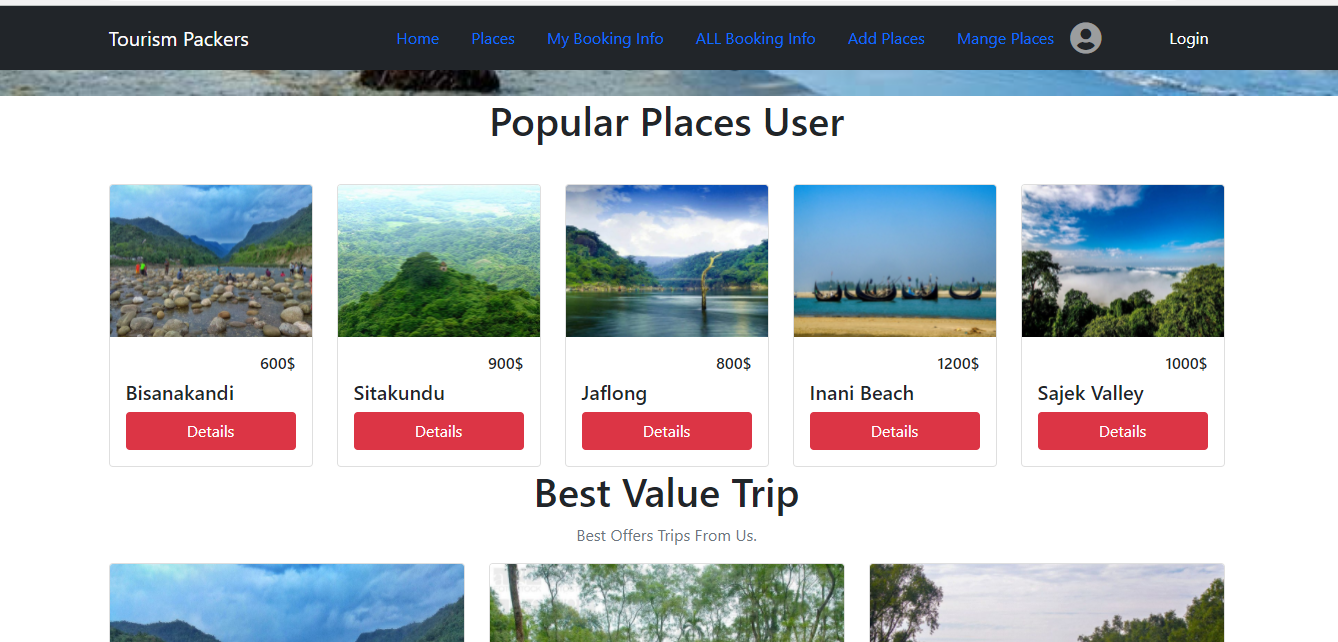 Tourism Packers Home Places My Booking Info ALL Booking Info Add Places Mange Places Login
Popular Places User
600$ 900$ 800$ 1200$ 1000$
Bisanakandi Sitakundu Jaflong Inani Beach Sajek Valley
Details Details Details Details Details
Best Value Trip
Best Offers Trips From Us.